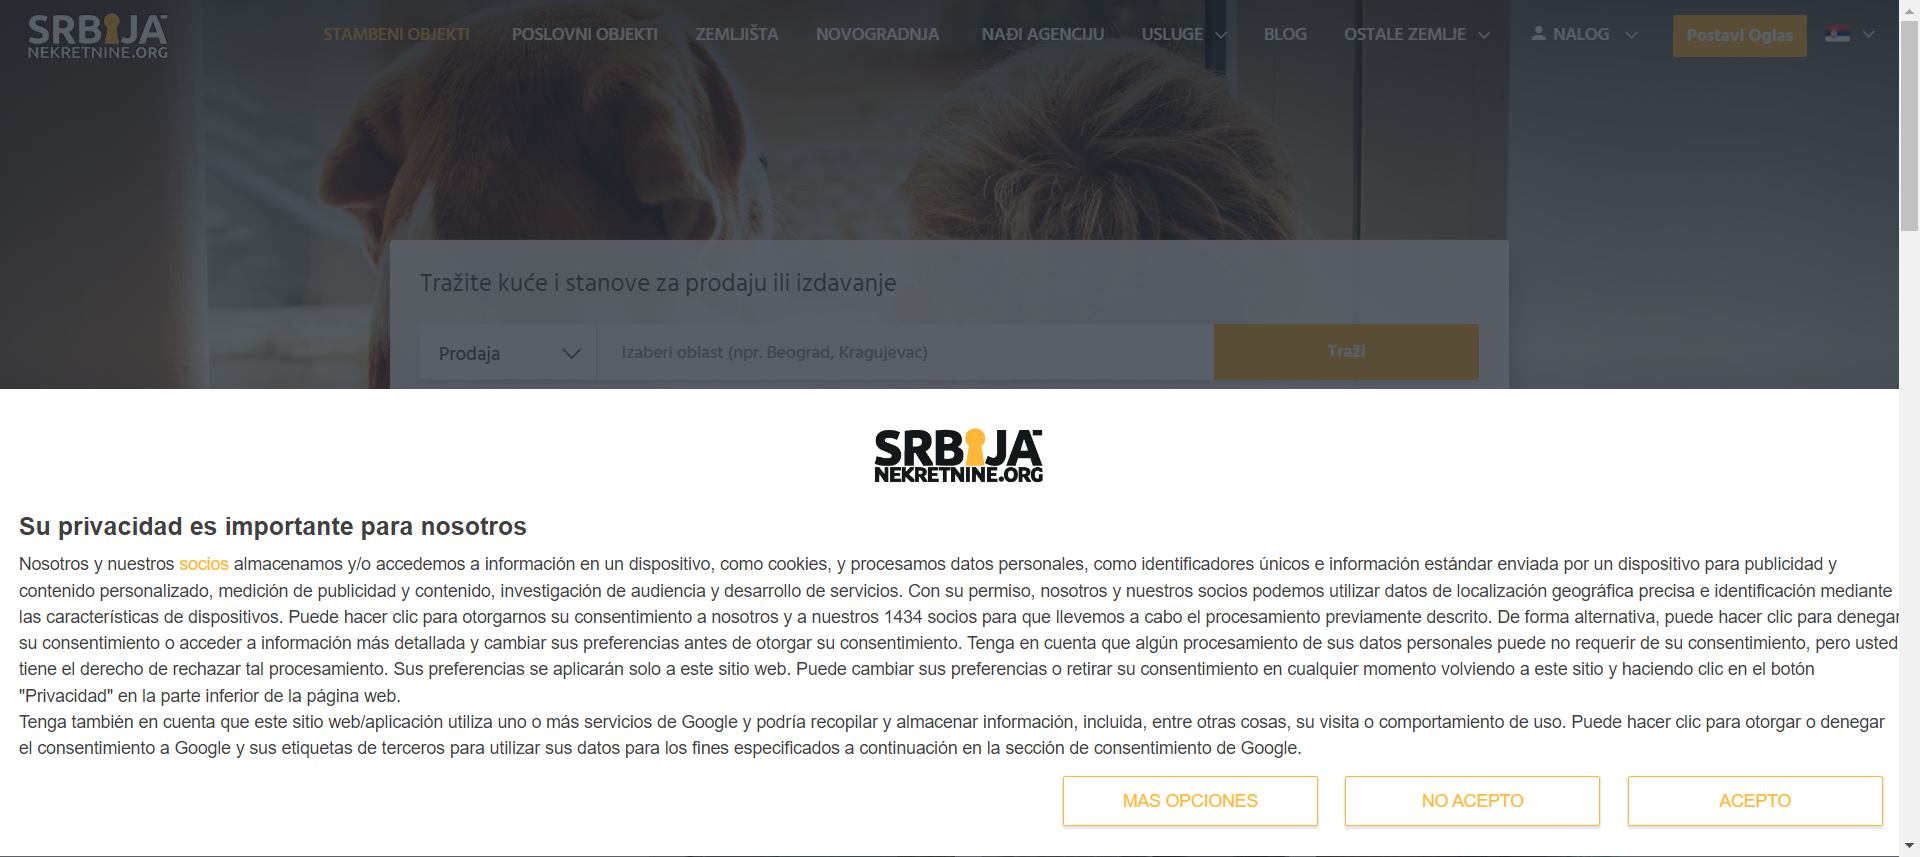 SRBIJA
NEKRETNINE.ORG
STAMBENI OBJEKTI POSLOVNI OBJEKTI ZEMLJIŠTA NOVOGRADNJA NAĐI AGENCIJU USLUGE BLOG OSTALE ZEMLJE NALOG Postavi Oglas
Tražite kuće i stanove za prodaju ili izdavanje
Prodaja Izaberi oblast (npr. Beograd, Kragujevac) Traži
SRBIJA
NEKRETNINE.ORG
Su privacidad es importante para nosotros
Nosotros y nuestros socios almacenamos y/o accedemos a información en un dispositivo, como cookies, y procesamos datos personales, como identificadores únicos e información estándar enviada por un dispositivo para publicidad y
contenido personalizado, medición de publicidad y contenido, investigación de audiencia y desarrollo de servicios. Con su permiso, nosotros y nuestros socios podemos utilizar datos de localización geográfica precisa e identificación mediante
las características de dispositivos. Puede hacer clic para otorgarnos su consentimiento a nosotros y a nuestros 1434 socios para que llevemos a cabo el procesamiento previamente descrito. De forma alternativa, puede hacer clic para denegar
su consentimiento o acceder a información más detallada y cambiar sus preferencias antes de otorgar su consentimiento. Tenga en cuenta que algún procesamiento de sus datos personales puede no requerir de su consentimiento, pero usted
tiene el derecho de rechazar tal procesamiento. Sus preferencias se aplicarán solo a este sitio web. Puede cambiar sus preferencias o retirar su consentimiento en cualquier momento volviendo a este sitio y haciendo clic en el botón
"Privacidad" en la parte inferior de la página web.
Tenga también en cuenta que este sitio web/aplicación utiliza uno o más servicios de Google y podría recopilar y almacenar información, incluida, entre otras cosas, su visita o comportamiento de uso. Puede hacer clic para otorgar o denegar
el consentimiento a Google y sus etiquetas de terceros para utilizar sus datos para los fines especificados a continuación en la sección de consentimiento de Google.
MAS OPCIONES NO ACEPTO ACEPTO